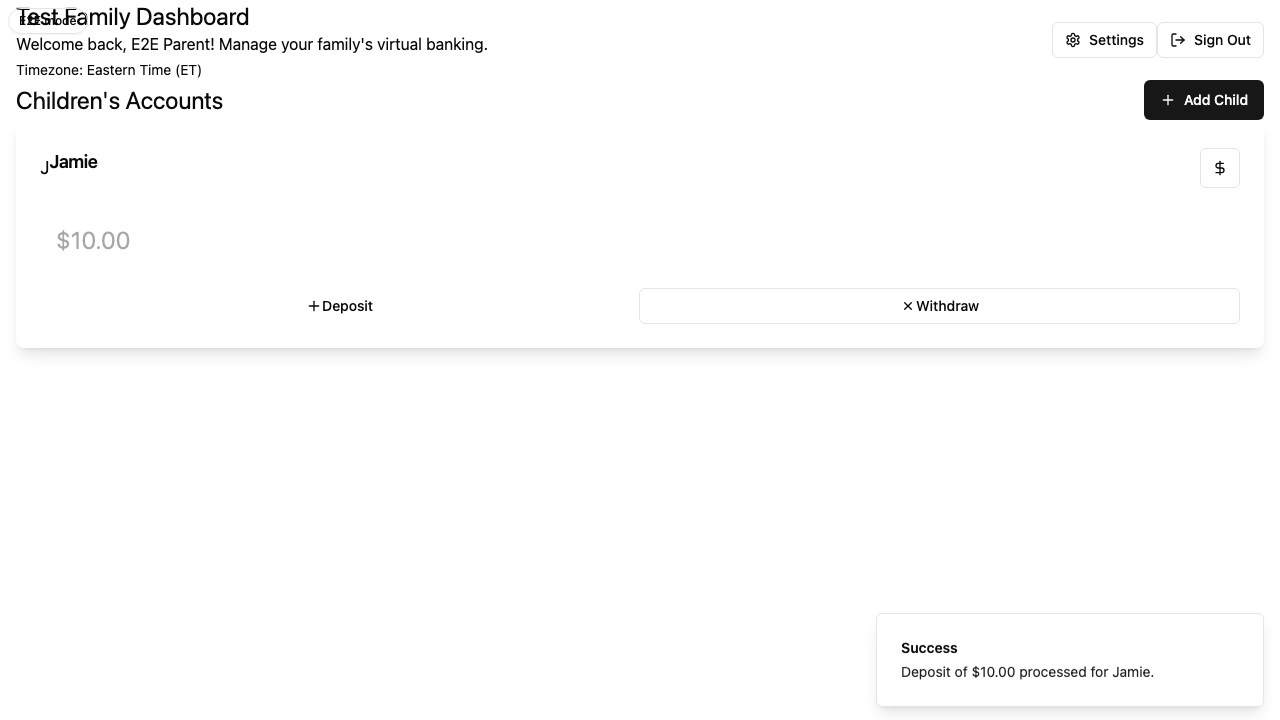 Test Family Dashboard
E2E mode
Welcome back, E2E Parent! Manage your family's virtual banking.
Timezone: Eastern Time (ET)
Settings
Sign Out
Children's Accounts
Add Child
J
Jamie
$10.00
Deposit
Withdraw
Success
Deposit of $10.00 processed for Jamie.